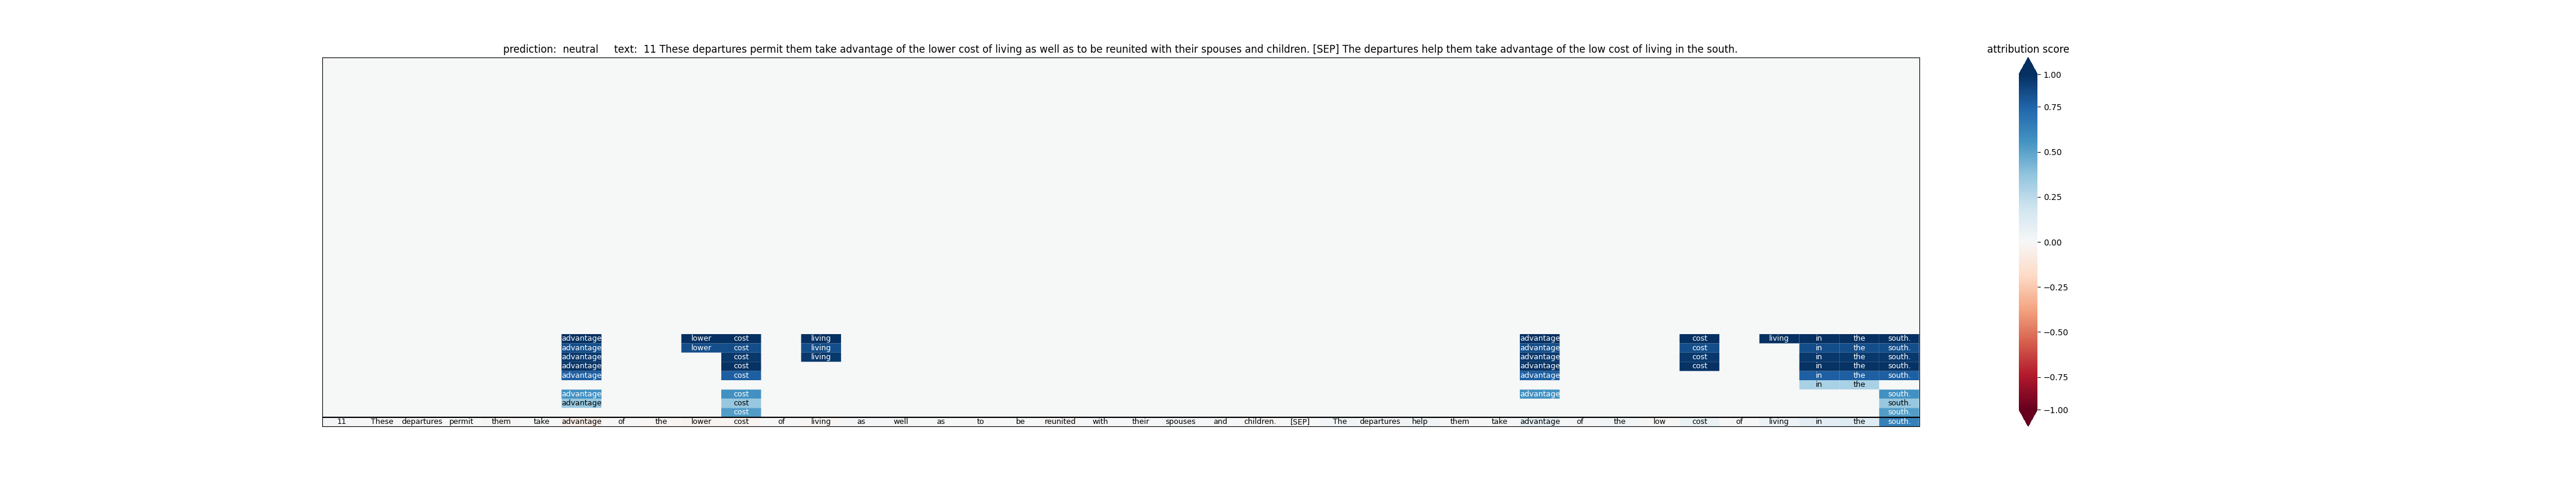 prediction: neutral text: 11 These departures permit them take advantage of the lower cost of living as well as to be reunited with their spouses and children. [SEP] The departures help them take advantage of the low cost of living in the south.
attribution score
1.00
0.75
0.50
0.25
0.00
−0.25
−0.50
−0.75
−1.00
advantage lower cost living advantage cost living in the south.
advantage lower cost living advantage cost in the south.
advantage cost living advantage cost in the south.
advantage cost advantage cost in the south.
advantage cost advantage in the south.
in the
advantage cost advantage south.
advantage cost south.
cost south.
11 These departures permit them take advantage of the lower cost of living as well as to be reunited with their spouses and children. [SEP] The departures help them take advantage of the low cost of living in the south.